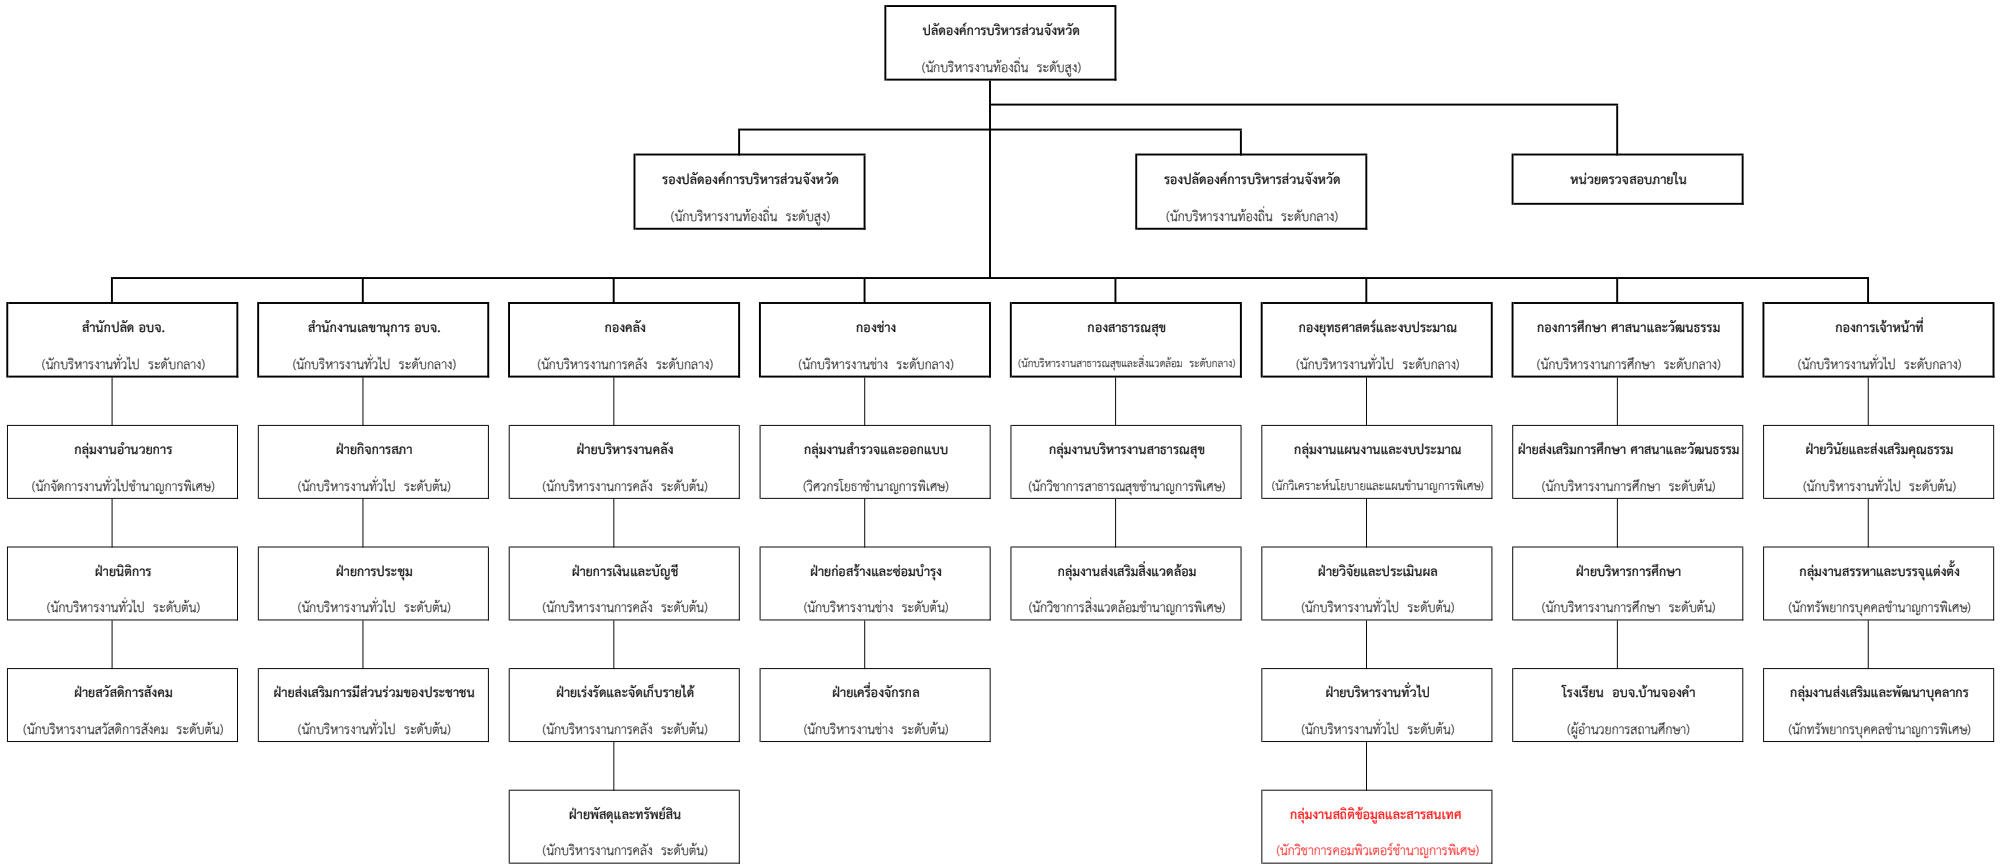 ปลัดองค์การบริหารส่วนจังหวัด
(นักบริหารงานท้องถิ่น ระดับสูง)
รองปลัดองค์การบริหารส่วนจังหวัด
(นักบริหารงานท้องถิ่น ระดับสูง)
รองปลัดองค์การบริหารส่วนจังหวัด
(นักบริหารงานท้องถิ่น ระดับกลาง)
หน่วยตรวจสอบภายใน
สำนักปลัด อบจ.
(นักบริหารงานทั่วไป ระดับกลาง)
สำนักงานเลขานุการ อบจ.
(นักบริหารงานทั่วไป ระดับกลาง)
กองคลัง
(นักบริหารงานการคลัง ระดับกลาง)
กองช่าง
(นักบริหารงานช่าง ระดับกลาง)
กองสาธารณสุข
(นักบริหารงานสาธารณสุขและสิ่งแวดล้อม ระดับกลาง)
กองยุทธศาสตร์และงบประมาณ
(นักบริหารงานทั่วไป ระดับกลาง)
กองการศึกษา ศาสนาและวัฒนธรรม
(นักบริหารงานการศึกษา ระดับกลาง)
กองการเจ้าหน้าที่
(นักบริหารงานทั่วไป ระดับกลาง)
กลุ่มงานอำนวยการ
(นักจัดการงานทั่วไปชำนาญการพิเศษ)
ฝ่ายกิจการสภา
(นักบริหารงานทั่วไป ระดับต้น)
ฝ่ายบริหารงานคลัง
(นักบริหารงานการคลัง ระดับต้น)
กลุ่มงานสำรวจและออกแบบ
(วิศวกรโยธาชำนาญการพิเศษ)
กลุ่มงานบริหารงานสาธารณสุข
(นักวิชาการสาธารณสุขชำนาญการพิเศษ)
กลุ่มงานแผนงานและงบประมาณ
(นักวิเคราะห์นโยบายและแผนชำนาญการพิเศษ)
ฝ่ายส่งเสริมการศึกษา ศาสนาและวัฒนธรรม
(นักบริหารงานการศึกษา ระดับต้น)
ฝ่ายวินัยและส่งเสริมคุณธรรม
(นักบริหารงานทั่วไป ระดับต้น)
ฝ่ายนิติการ
(นักบริหารงานทั่วไป ระดับต้น)
ฝ่ายการประชุม
(นักบริหารงานทั่วไป ระดับต้น)
ฝ่ายการเงินและบัญชี
(นักบริหารงานการคลัง ระดับต้น)
ฝ่ายก่อสร้างและซ่อมบำรุง
(นักบริหารงานช่าง ระดับต้น)
กลุ่มงานส่งเสริมสิ่งแวดล้อม
(นักวิชาการสิ่งแวดล้อมชำนาญการพิเศษ)
ฝ่ายวิจัยและประเมินผล
(นักบริหารงานทั่วไป ระดับต้น)
ฝ่ายบริหารการศึกษา
(นักบริหารงานการศึกษา ระดับต้น)
กลุ่มงานสรรหาและบรรจุแต่งตั้ง
(นักทรัพยากรบุคคลชำนาญการพิเศษ)
ฝ่ายสวัสดิการสังคม
(นักบริหารงานสวัสดิการสังคม ระดับต้น)
ฝ่ายส่งเสริมการมีส่วนร่วมของประชาชน
(นักบริหารงานทั่วไป ระดับต้น)
ฝ่ายเร่งรัดและจัดเก็บรายได้
(นักบริหารงานการคลัง ระดับต้น)
ฝ่ายเครื่องจักรกล
(นักบริหารงานช่าง ระดับต้น)
ฝ่ายบริหารงานทั่วไป
(นักบริหารงานทั่วไป ระดับต้น)
โรงเรียน อบจ.บ้านจองคำ
(ผู้อำนวยการสถานศึกษา)
กลุ่มงานส่งเสริมและพัฒนาบุคลากร
(นักทรัพยากรบุคคลชำนาญการพิเศษ)
ฝ่ายพัสดุและทรัพย์สิน
(นักบริหารงานการคลัง ระดับต้น)
กลุ่มงานสถิติข้อมูลและสารสนเทศ
(นักวิชาการคอมพิวเตอร์ชำนาญการพิเศษ)